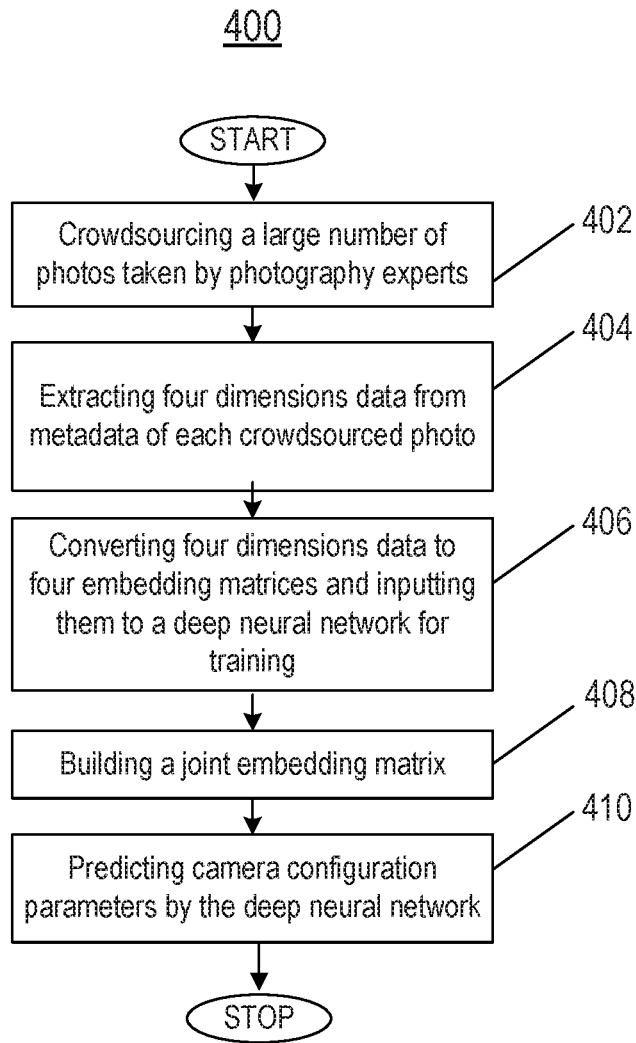 400
START
Crowdsourcing a large number of
photos taken by photography experts
402
404
Extracting four dimensions data from
metadata of each crowdsourced photo
406
Converting four dimensions data to
four embedding matrices and inputting
them to a deep neural network for
training
408
Building a joint embedding matrix
410
Predicting camera configuration
parameters by the deep neural network
STOP